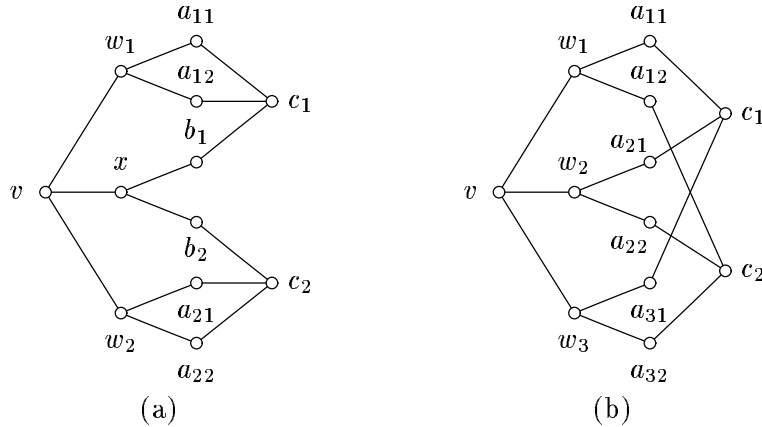 a₁₁
w₁
a₁₂
c₁
b₁
x
v
b₂
c₂
a₂₁
w₂
a₂₂
(a)
a₁₁
w₁
a₁₂
c₁
a₂₁
w₂
v
a₂₂
c₂
a₃₁
w₃
a₃₂
(b)